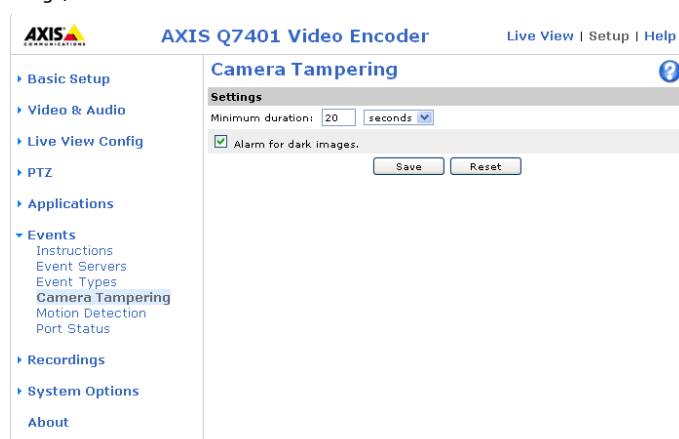 AXIS
COMMUNICATIONS
AXIS Q7401 Video Encoder
Live View | Setup | Help
Basic Setup
Video & Audio
Live View Config
PTZ
Applications
Events
Instructions
Event Servers
Event Types
Camera Tampering
Motion Detection
Port Status
Recordings
System Options
About
Camera Tampering
?
Settings
Minimum duration: 20 seconds
Alarm for dark images.
Save Reset